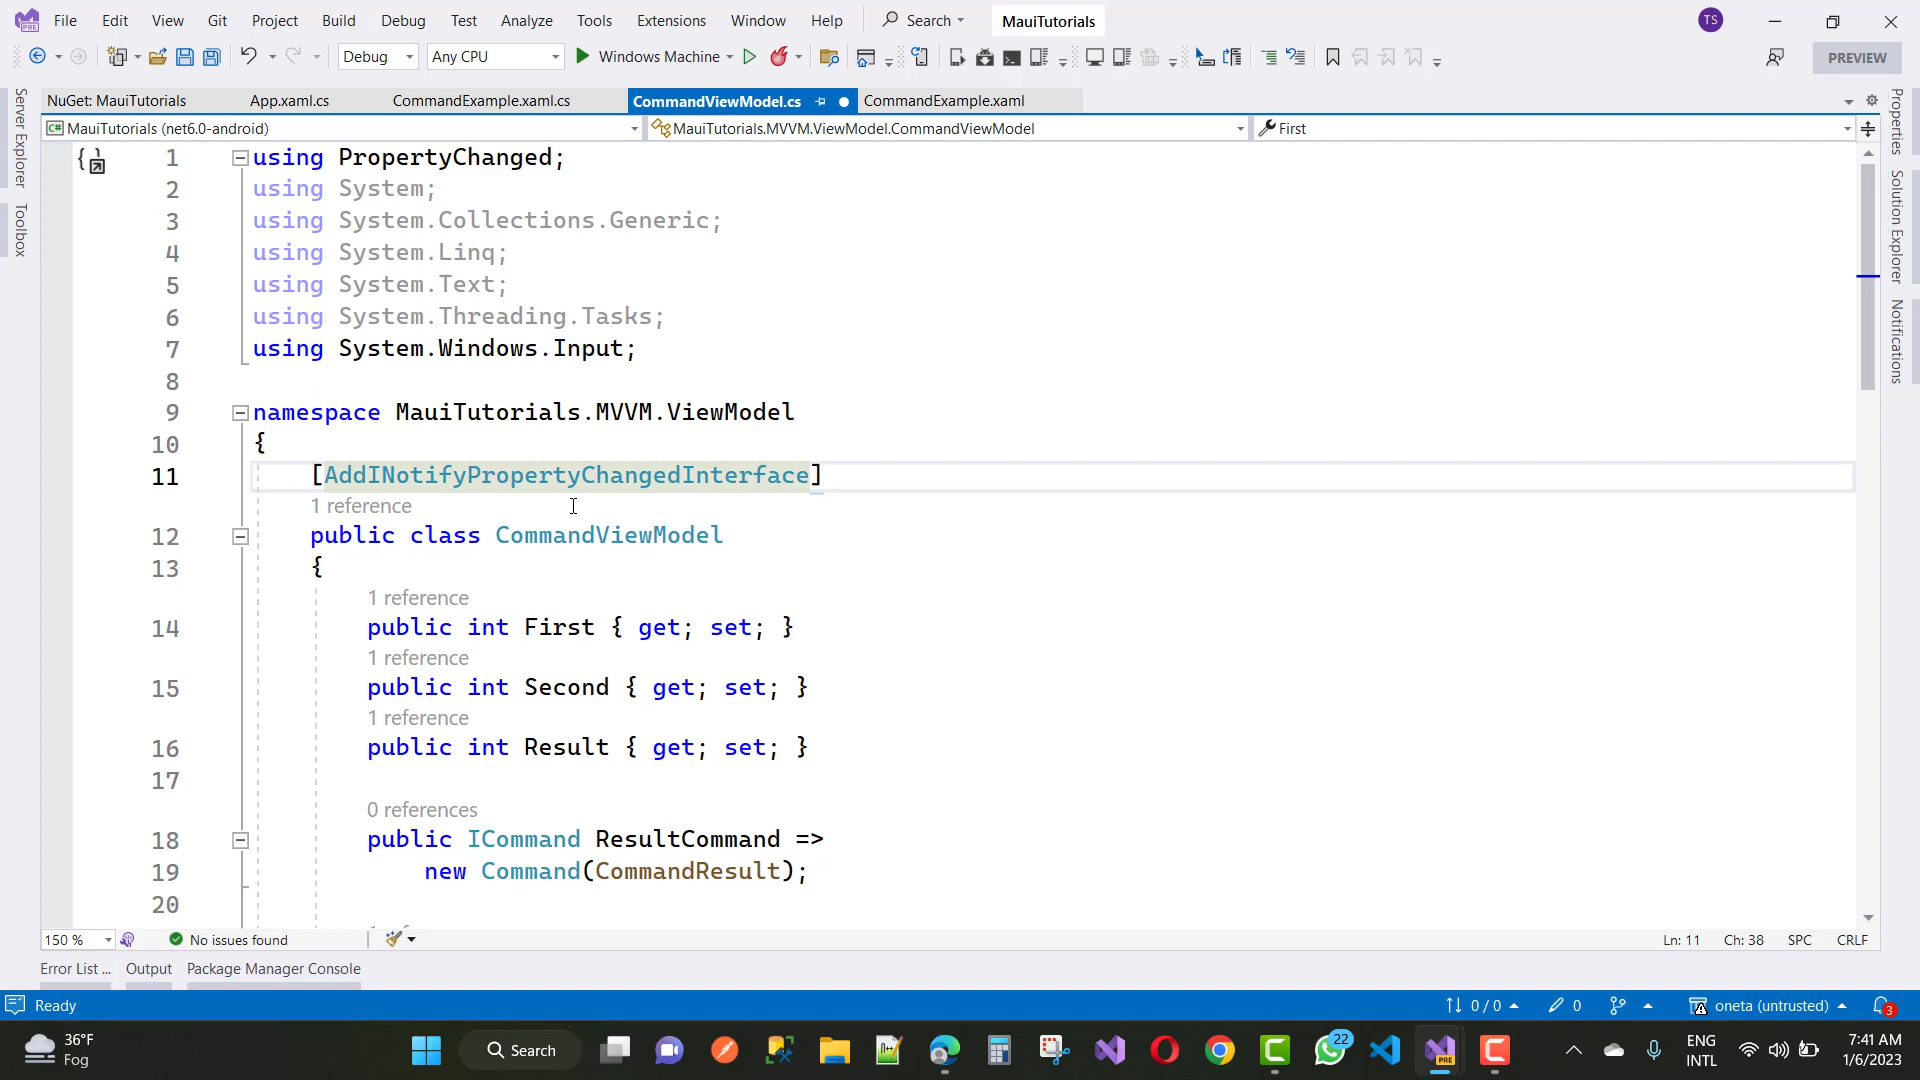 File Edit View Git Project Build Debug Test Analyze Tools Extensions Window Help Search MauiTutorials TS
Debug Any CPU Windows Machine PREVIEW
NuGet: MauiTutorials App.xaml.cs CommandExample.xaml.cs CommandViewModel.cs CommandExample.xaml
C# MauiTutorials (net6.0-android) MauiTutorials.MVVM.ViewModel.CommandViewModel First
Server Explorer
Toolbox
Properties
Solution Explorer
Notifications
1 using PropertyChanged;
2 using System;
3 using System.Collections.Generic;
4 using System.Linq;
5 using System.Text;
6 using System.Threading.Tasks;
7 using System.Windows.Input;
8
9 namespace MauiTutorials.MVVM.ViewModel
10 {
11 [AddINotifyPropertyChangedInterface]
1 reference
12 public class CommandViewModel
13 {
1 reference
14 public int First { get; set; }
1 reference
15 public int Second { get; set; }
1 reference
16 public int Result { get; set; }
17
0 references
18 public ICommand ResultCommand =>
19 new Command(CommandResult);
20
150 % No issues found Ln: 11 Ch: 38 SPC CRLF
Error List ... Output Package Manager Console
Ready 0 / 0 0 oneta (untrusted) 3
36°F
Fog
Search 22 PRE ENG
INTL
7:41 AM
1/6/2023